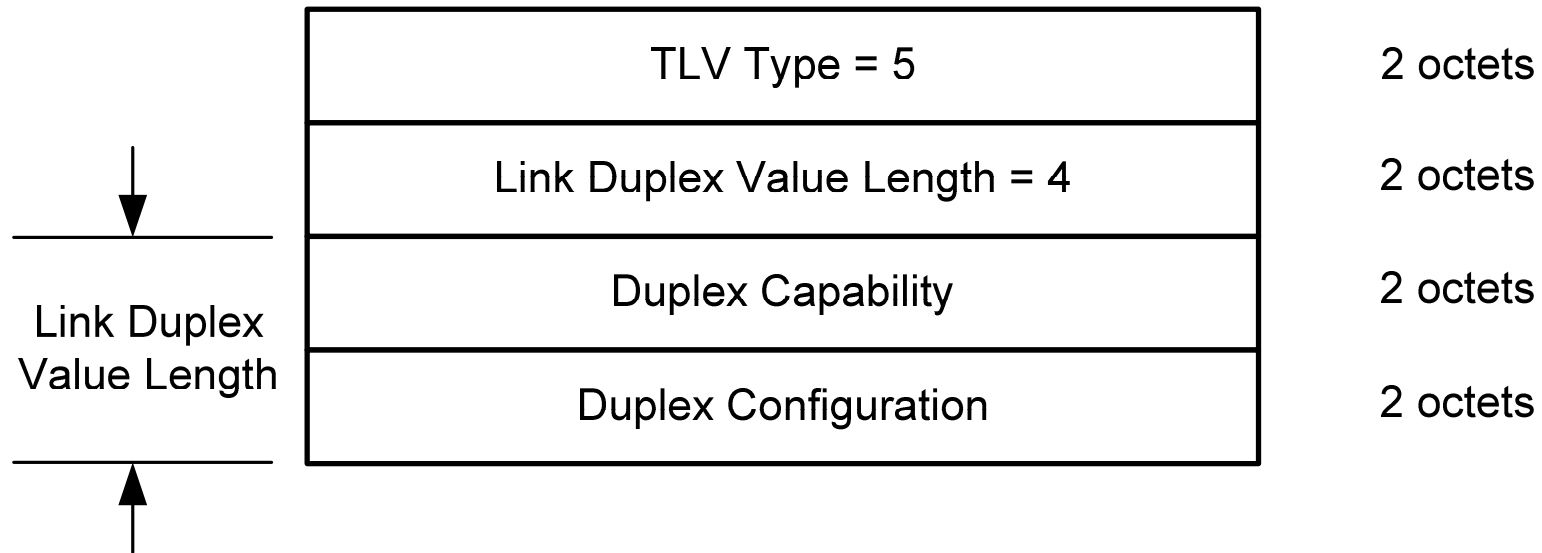 TLV Type = 5
2 octets
Link Duplex Value Length = 4
2 octets
Duplex Capability
2 octets
Link Duplex
Value Length
Duplex Configuration
2 octets